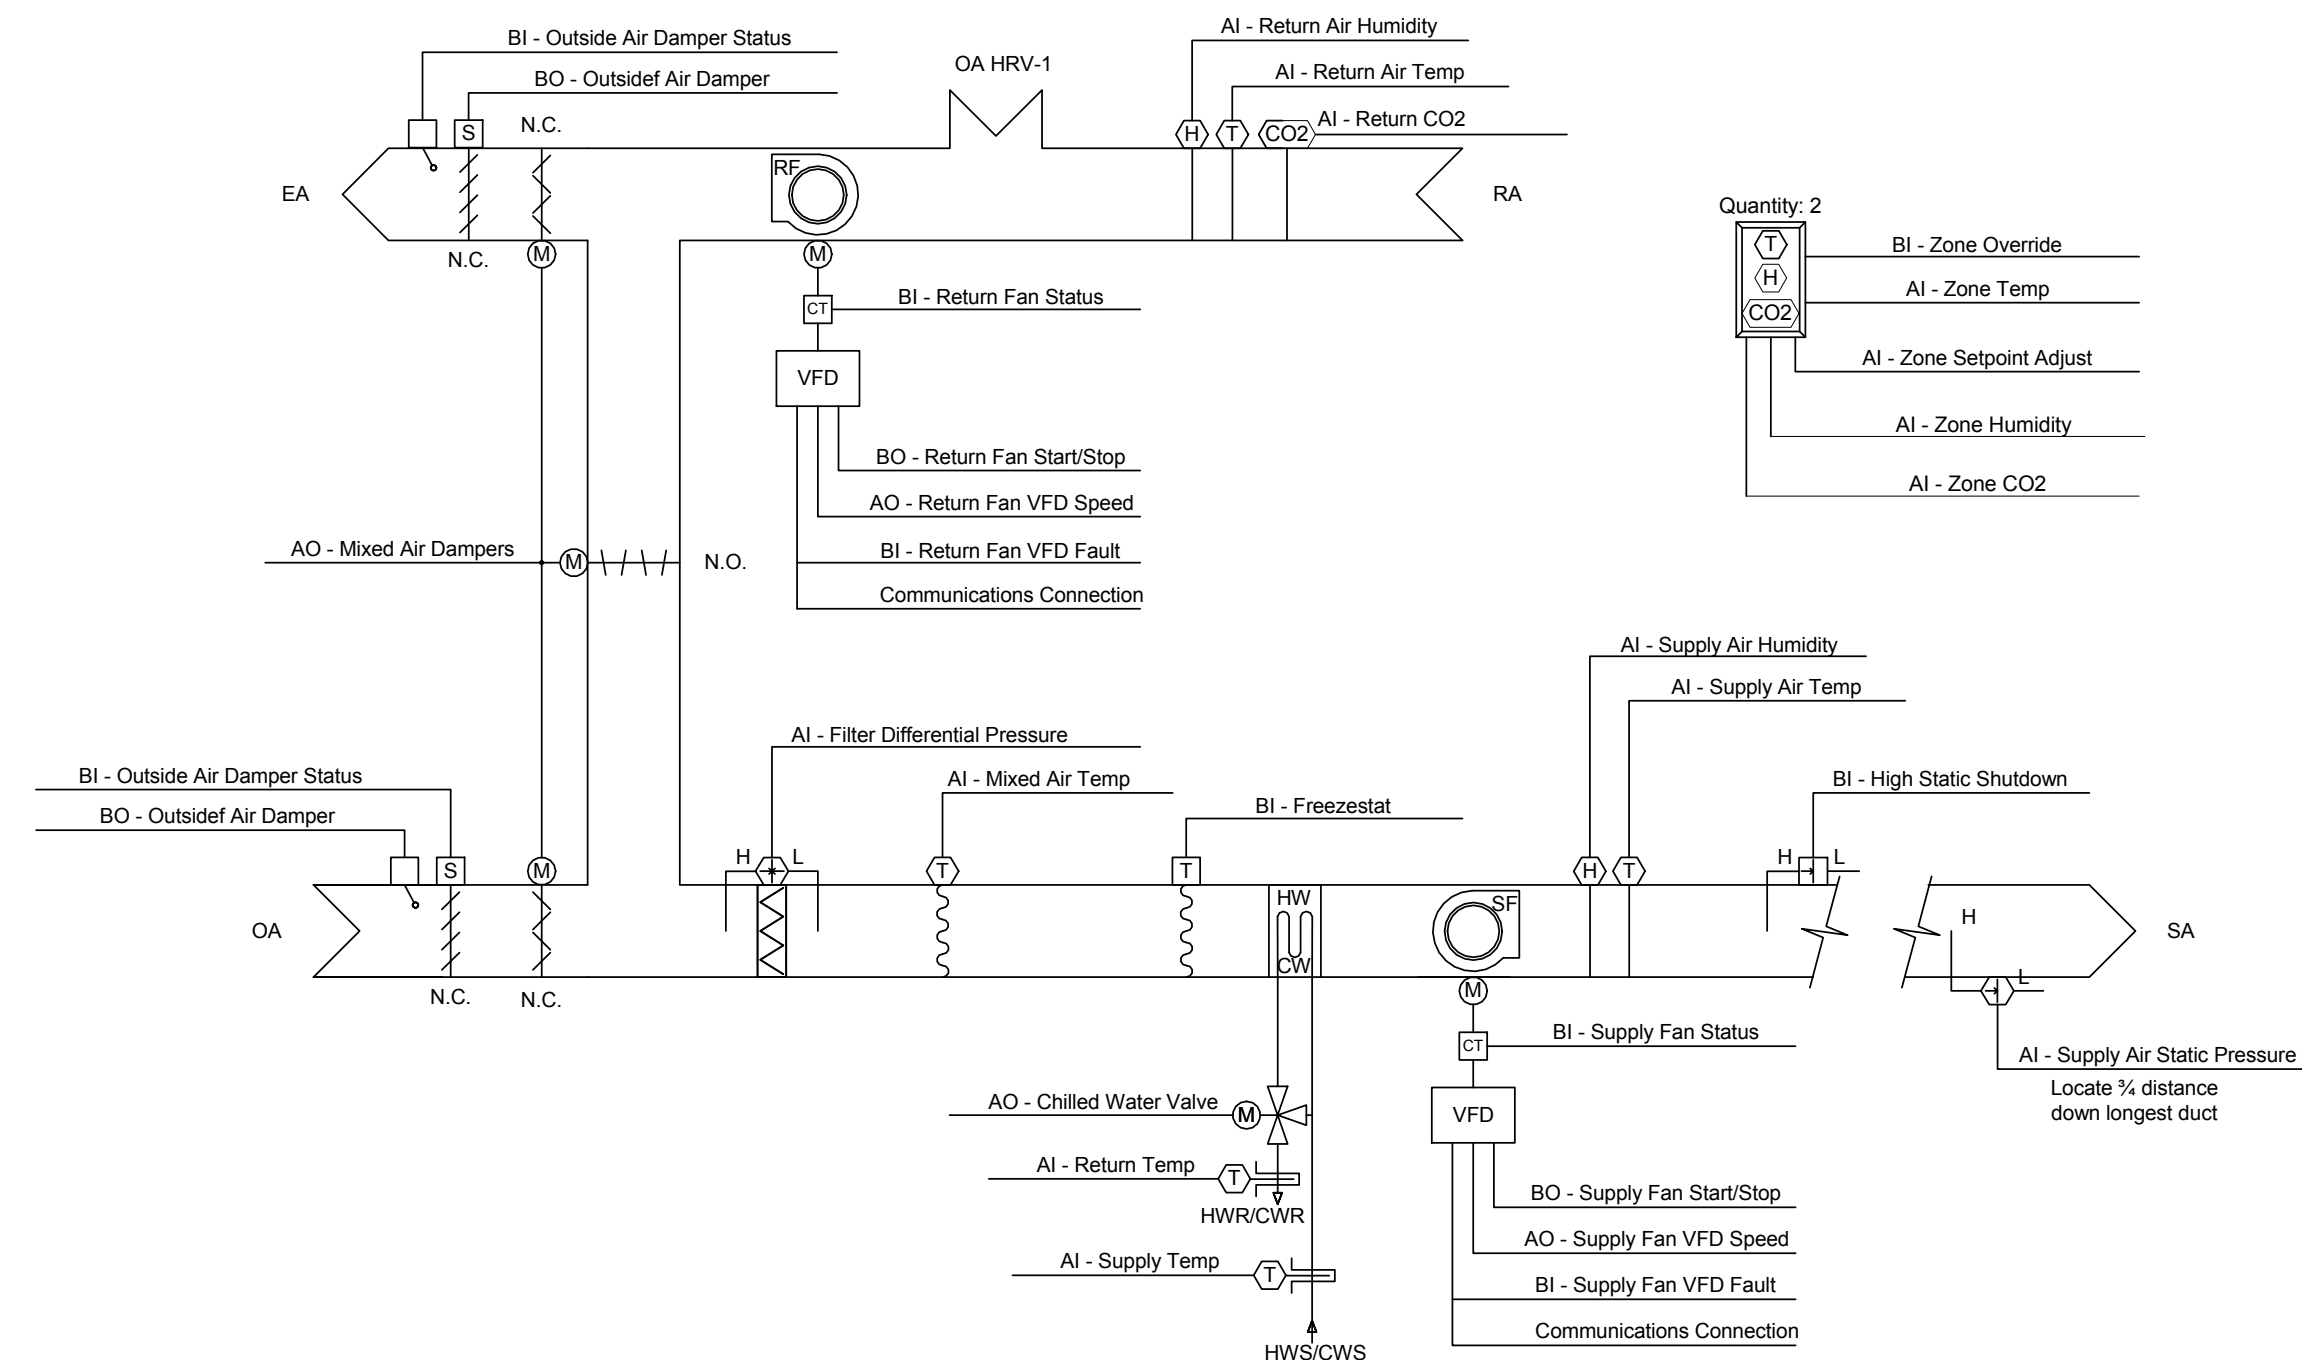 AI - Return Air Humidity
BI - Outside Air Damper Status
OA HRV-1
AI - Return Air Temp
BO - Outsidef Air Damper
AI - Return CO2
S
N.C.
H
T
CO2
RF
EA
RA
N.C.
M
M
Quantity: 2
T
H
CO2
BI - Zone Override
AI - Zone Temp
AI - Zone Setpoint Adjust
AI - Zone Humidity
AI - Zone CO2
CT
BI - Return Fan Status
VFD
BO - Return Fan Start/Stop
AO - Return Fan VFD Speed
BI - Return Fan VFD Fault
Communications Connection
AO - Mixed Air Dampers
M
N.O.
AI - Supply Air Humidity
AI - Supply Air Temp
AI - Filter Differential Pressure
BI - Outside Air Damper Status
AI - Mixed Air Temp
BI - High Static Shutdown
BO - Outsidef Air Damper
BI - Freezestat
S
M
H
L
T
T
H
T
H
L
HW
SF
OA
H
SA
CW
N.C.
N.C.
M
L
CT
BI - Supply Fan Status
AI - Supply Air Static Pressure
Locate ¾ distance
down longest duct
AO - Chilled Water Valve
M
VFD
AI - Return Temp
T
HWR/CWR
BO - Supply Fan Start/Stop
AO - Supply Fan VFD Speed
AI - Supply Temp
T
BI - Supply Fan VFD Fault
Communications Connection
HWS/CWS